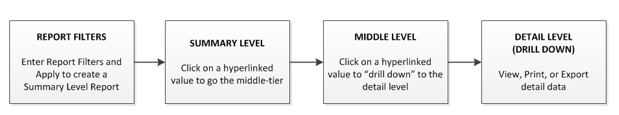 REPORT FILTERS
Enter Report Filters and
Apply to create a
Summary Level Report
SUMMARY LEVEL
Click on a hyperlinked
value to go the middle-tier
MIDDLE LEVEL
Click on a hyperlinked
value to “drill down” to the
detail level
DETAIL LEVEL
(DRILL DOWN)
View, Print, or Export
detail data